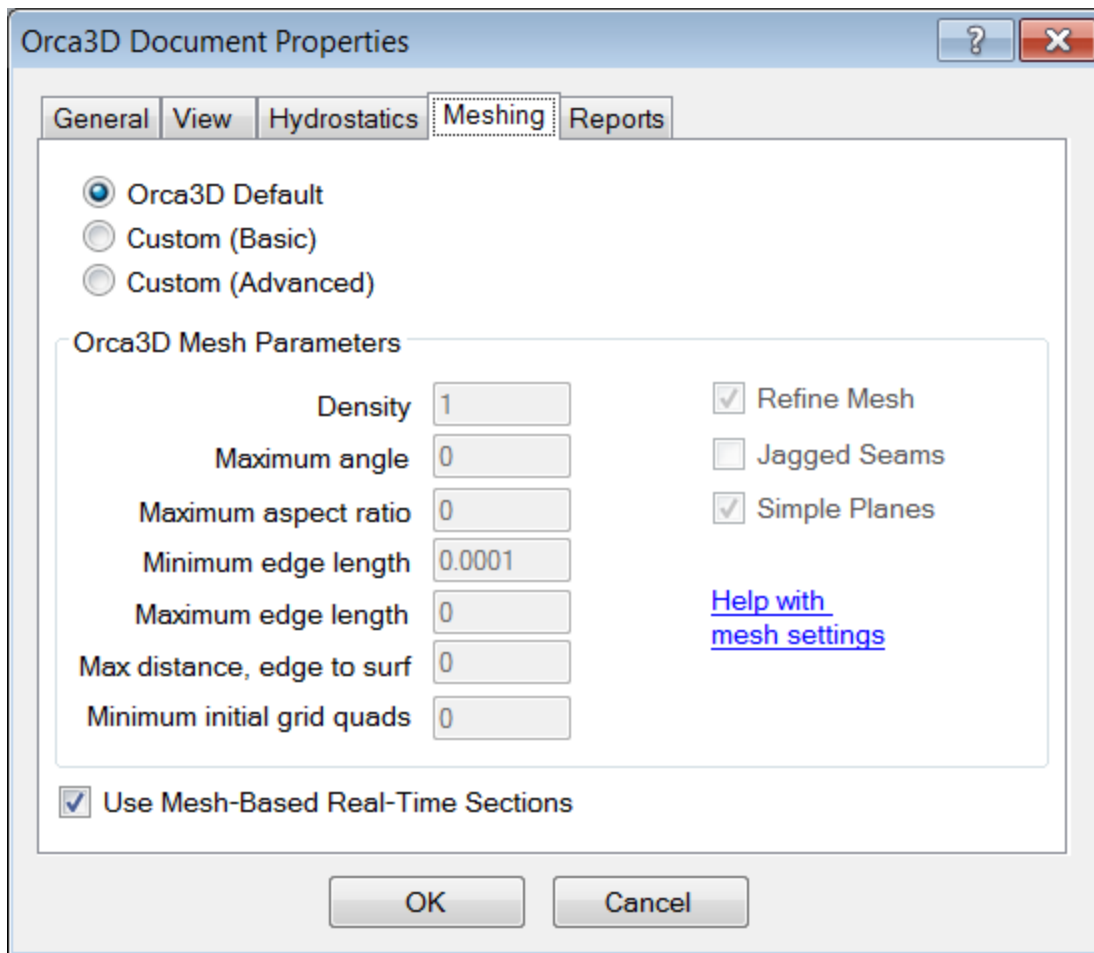 Orca3D Document Properties
?
General View Hydrostatics Meshing Reports
Orca3D Default
Custom (Basic)
Custom (Advanced)
Orca3D Mesh Parameters
Density 1
Refine Mesh
Maximum angle 0
Jagged Seams
Maximum aspect ratio 0
Simple Planes
Minimum edge length 0.0001
Maximum edge length 0
Help with
mesh settings
Max distance, edge to surf 0
Minimum initial grid quads 0
Use Mesh-Based Real-Time Sections
OK Cancel